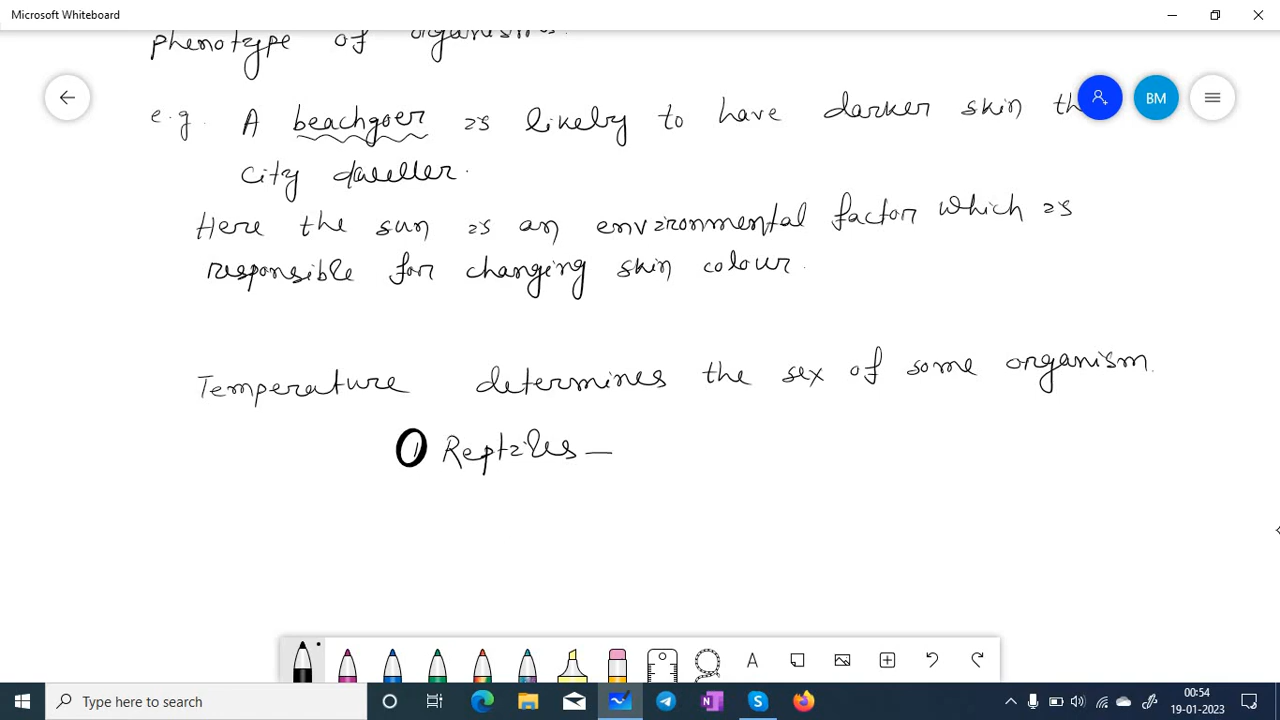 Microsoft Whiteboard
phenotype of organisms.
e.g. A beachgoer is likely to have darker skin
BM
city dweller.
Here the sun is an environmental factor which is
responsible for changing skin colour.
Temperature determines the sex of some organism.
① Reptiles —
A
Type here to search
00:54
19-01-2023